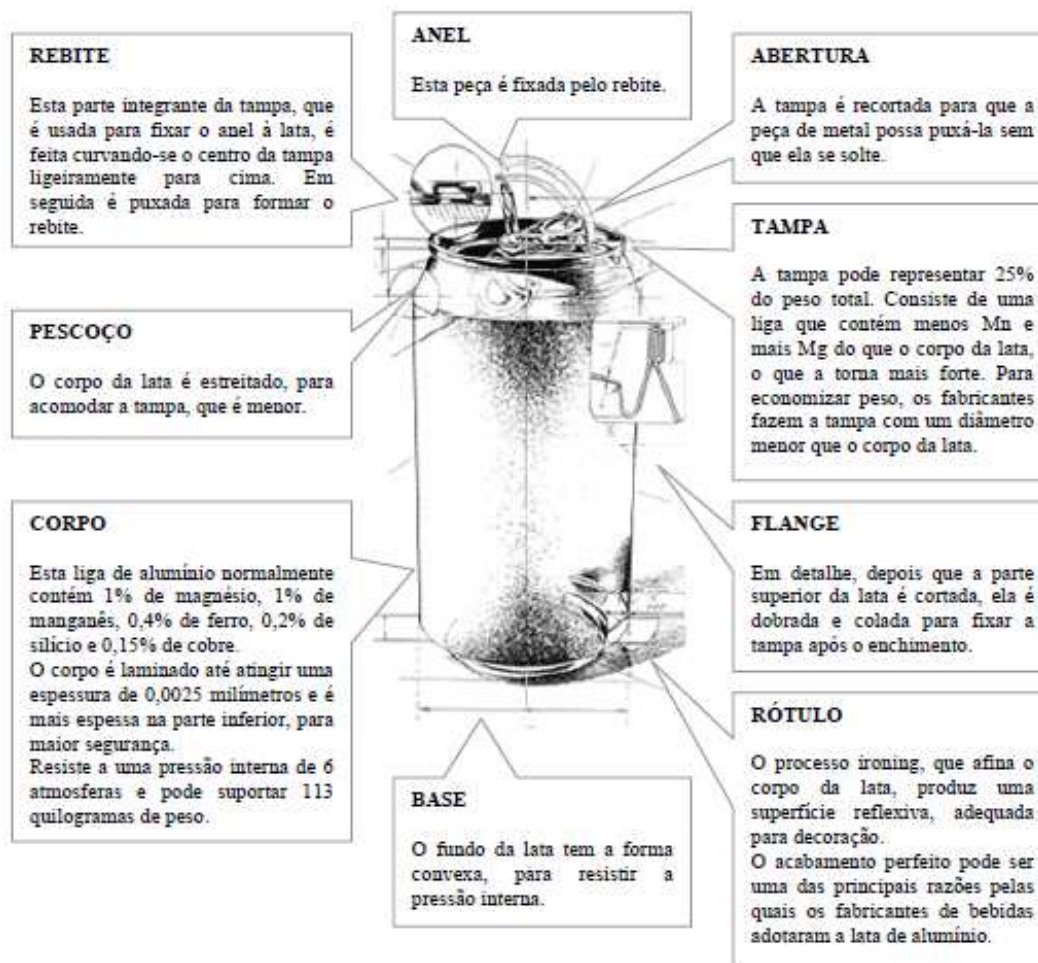 REBITE
Esta parte integrante da tampa, que
é usada para fixar o anel à lata, é
feita curvando-se o centro da tampa
ligeiramente para cima. Em
seguida é puxada para formar o
rebite.
ANEL
Esta peça é fixada pelo rebite.
ABERTURA
A tampa é recortada para que a
peça de metal possa puxá-la sem
que ela se solte.
TAMPA
A tampa pode representar 25%
do peso total. Consiste de uma
liga que contém menos Mn e
mais Mg do que o corpo da lata,
o que a torna mais forte. Para
economizar peso, os fabricantes
fazem a tampa com um diâmetro
menor que o corpo da lata.
PESCOÇO
O corpo da lata é estreitado, para
acomodar a tampa, que é menor.
CORPO
Esta liga de alumínio normalmente
contém 1% de magnésio, 1% de
manganês, 0,4% de ferro, 0,2% de
silício e 0,15% de cobre.
O corpo é laminado até atingir uma
espessura de 0,0025 milímetros e é
mais espessa na parte inferior, para
maior segurança.
Resiste a uma pressão interna de 6
atmosferas e pode suportar 113
quilogramas de peso.
FLANGE
Em detalhe, depois que a parte
superior da lata é cortada, ela é
dobrada e colada para fixar a
tampa após o enchimento.
BASE
O fundo da lata tem a forma
convexa, para resistir a
pressão interna.
RÓTULO
O processo ironing, que afina o
corpo da lata, produz uma
superfície reflexiva, adequada
para decoração.
O acabamento perfeito pode ser
uma das principais razões pelas
quais os fabricantes de bebidas
adotaram a lata de alumínio.